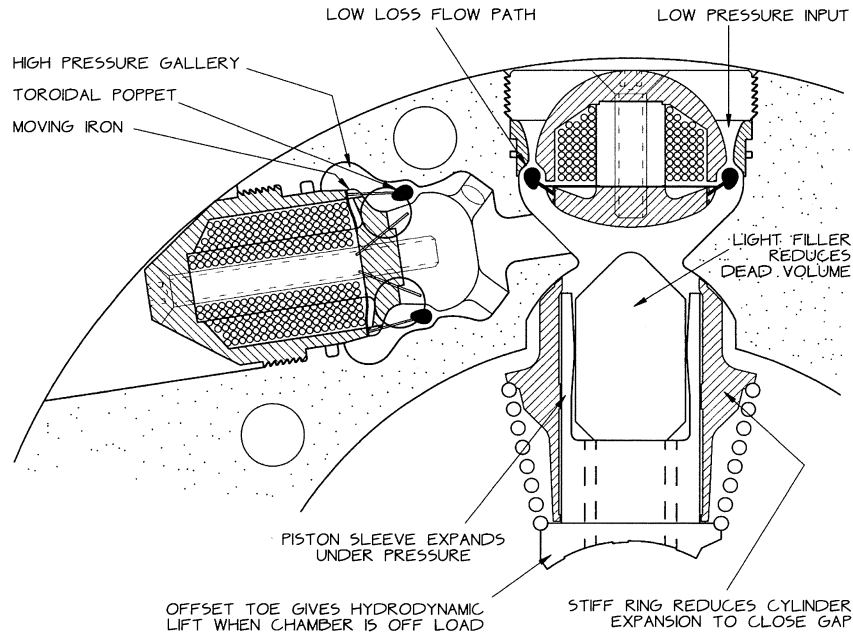 LOW LOSS FLOW PATH
LOW PRESSURE INPUT
HIGH PRESSURE GALLERY
TOROIDAL POPPET
MOVING IRON
LIGHT FILLER
REDUCES
DEAD VOLUME
PISTON SLEEVE EXPANDS
UNDER PRESSURE
OFFSET TOE GIVES HYDRODYNAMIC
LIFT WHEN CHAMBER IS OFF LOAD
STIFF RING REDUCES CYLINDER
EXPANSION TO CLOSE GAP